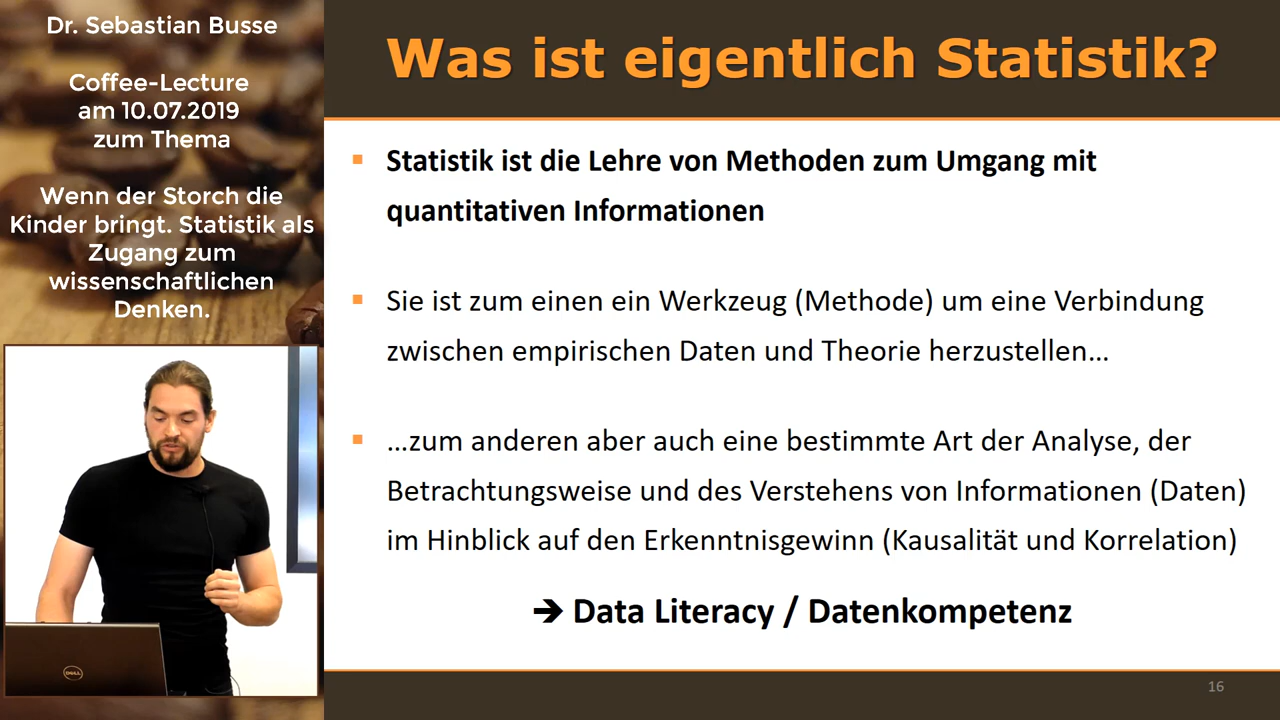 Dr. Sebastian Busse
Coffee-Lecture
am 10.07.2019
zum Thema
Wenn der Storch die
Kinder bringt. Statistik als
Zugang zum
wissenschaftlichen
Denken.
DELL
Was ist eigentlich Statistik?
▪ Statistik ist die Lehre von Methoden zum Umgang mit
quantitativen Informationen
▪ Sie ist zum einen ein Werkzeug (Methode) um eine Verbindung
zwischen empirischen Daten und Theorie herzustellen…
▪ …zum anderen aber auch eine bestimmte Art der Analyse, der
Betrachtungsweise und des Verstehens von Informationen (Daten)
im Hinblick auf den Erkenntnisgewinn (Kausalität und Korrelation)
➔ Data Literacy / Datenkompetenz
16